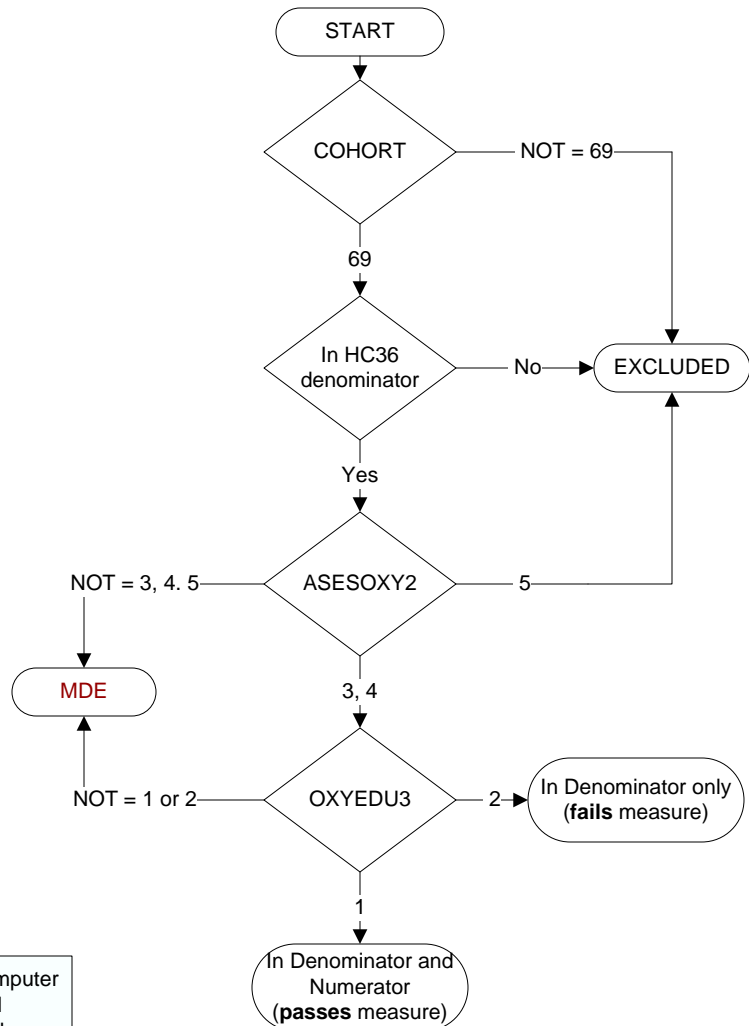 START
COHORT
NOT = 69
69
In HC36
denominator
No
EXCLUDED
Yes
NOT = 3, 4. 5
ASESOXY2
5
MDE
3, 4
NOT = 1 or 2
OXYEDU3
2
In Denominator only
(fails measure)
1
In Denominator and
Numerator
(passes measure)
mputer